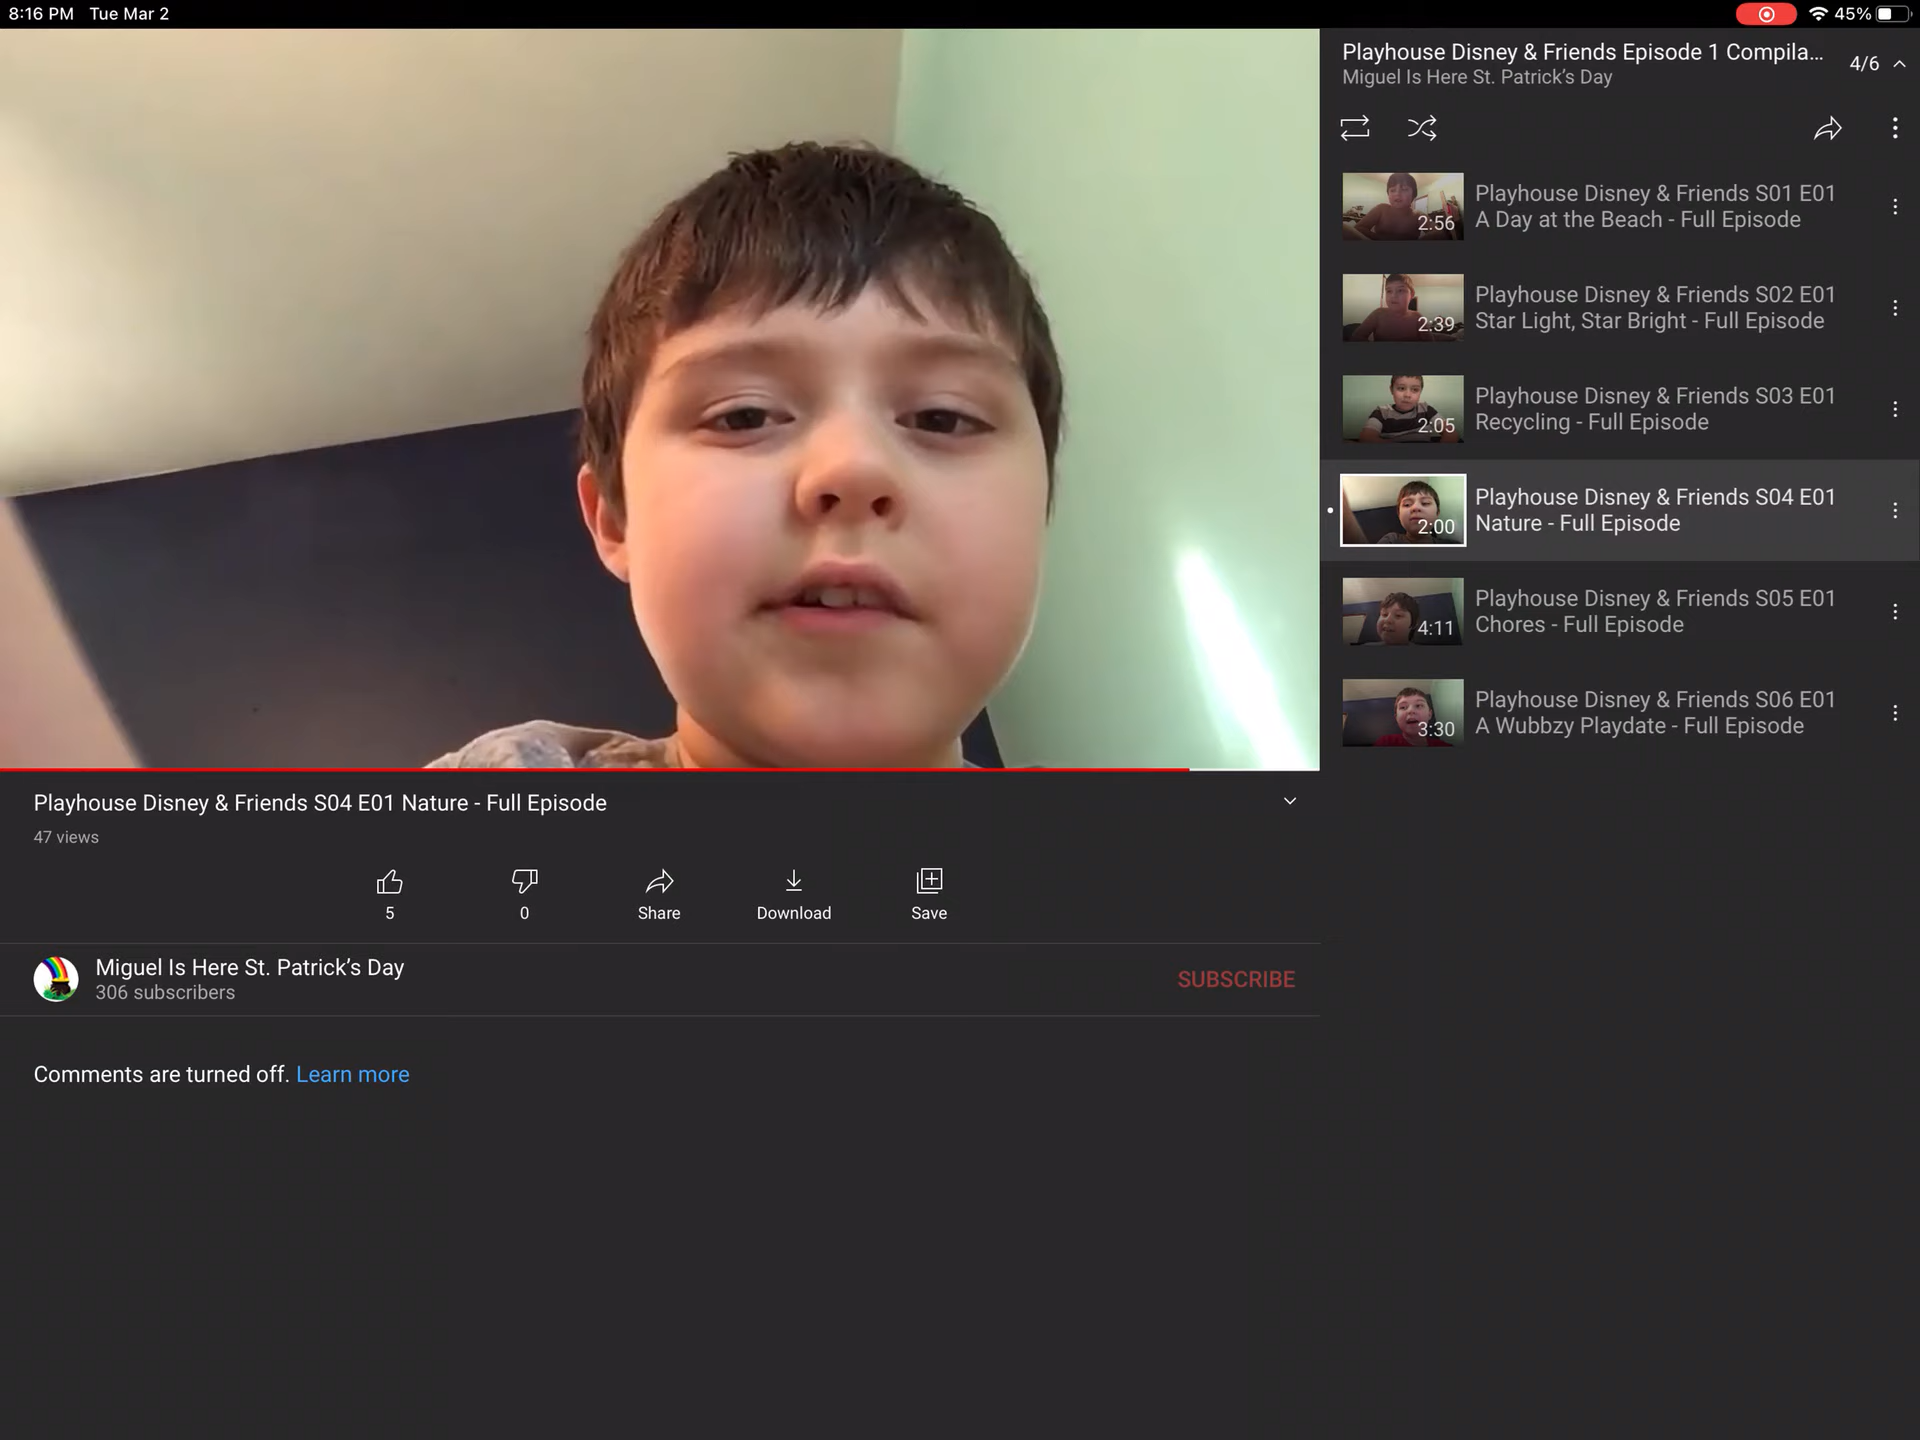 8:16 PM Tue Mar 2
45%
Playhouse Disney & Friends Episode 1 Compila...
Miguel Is Here St. Patrick's Day
4/6
Playhouse Disney & Friends S01 E01
A Day at the Beach - Full Episode
2:56
Playhouse Disney & Friends S02 E01
Star Light, Star Bright - Full Episode
2:39
Playhouse Disney & Friends S03 E01
Recycling - Full Episode
2:05
Playhouse Disney & Friends S04 E01
Nature - Full Episode
2:00
Playhouse Disney & Friends S05 E01
Chores - Full Episode
4:11
Playhouse Disney & Friends S06 E01
A Wubbzy Playdate - Full Episode
3:30
Playhouse Disney & Friends S04 E01 Nature - Full Episode
47 views
5
0
Share
Download
Save
Miguel Is Here St. Patrick's Day
306 subscribers
SUBSCRIBE
Comments are turned off. Learn more